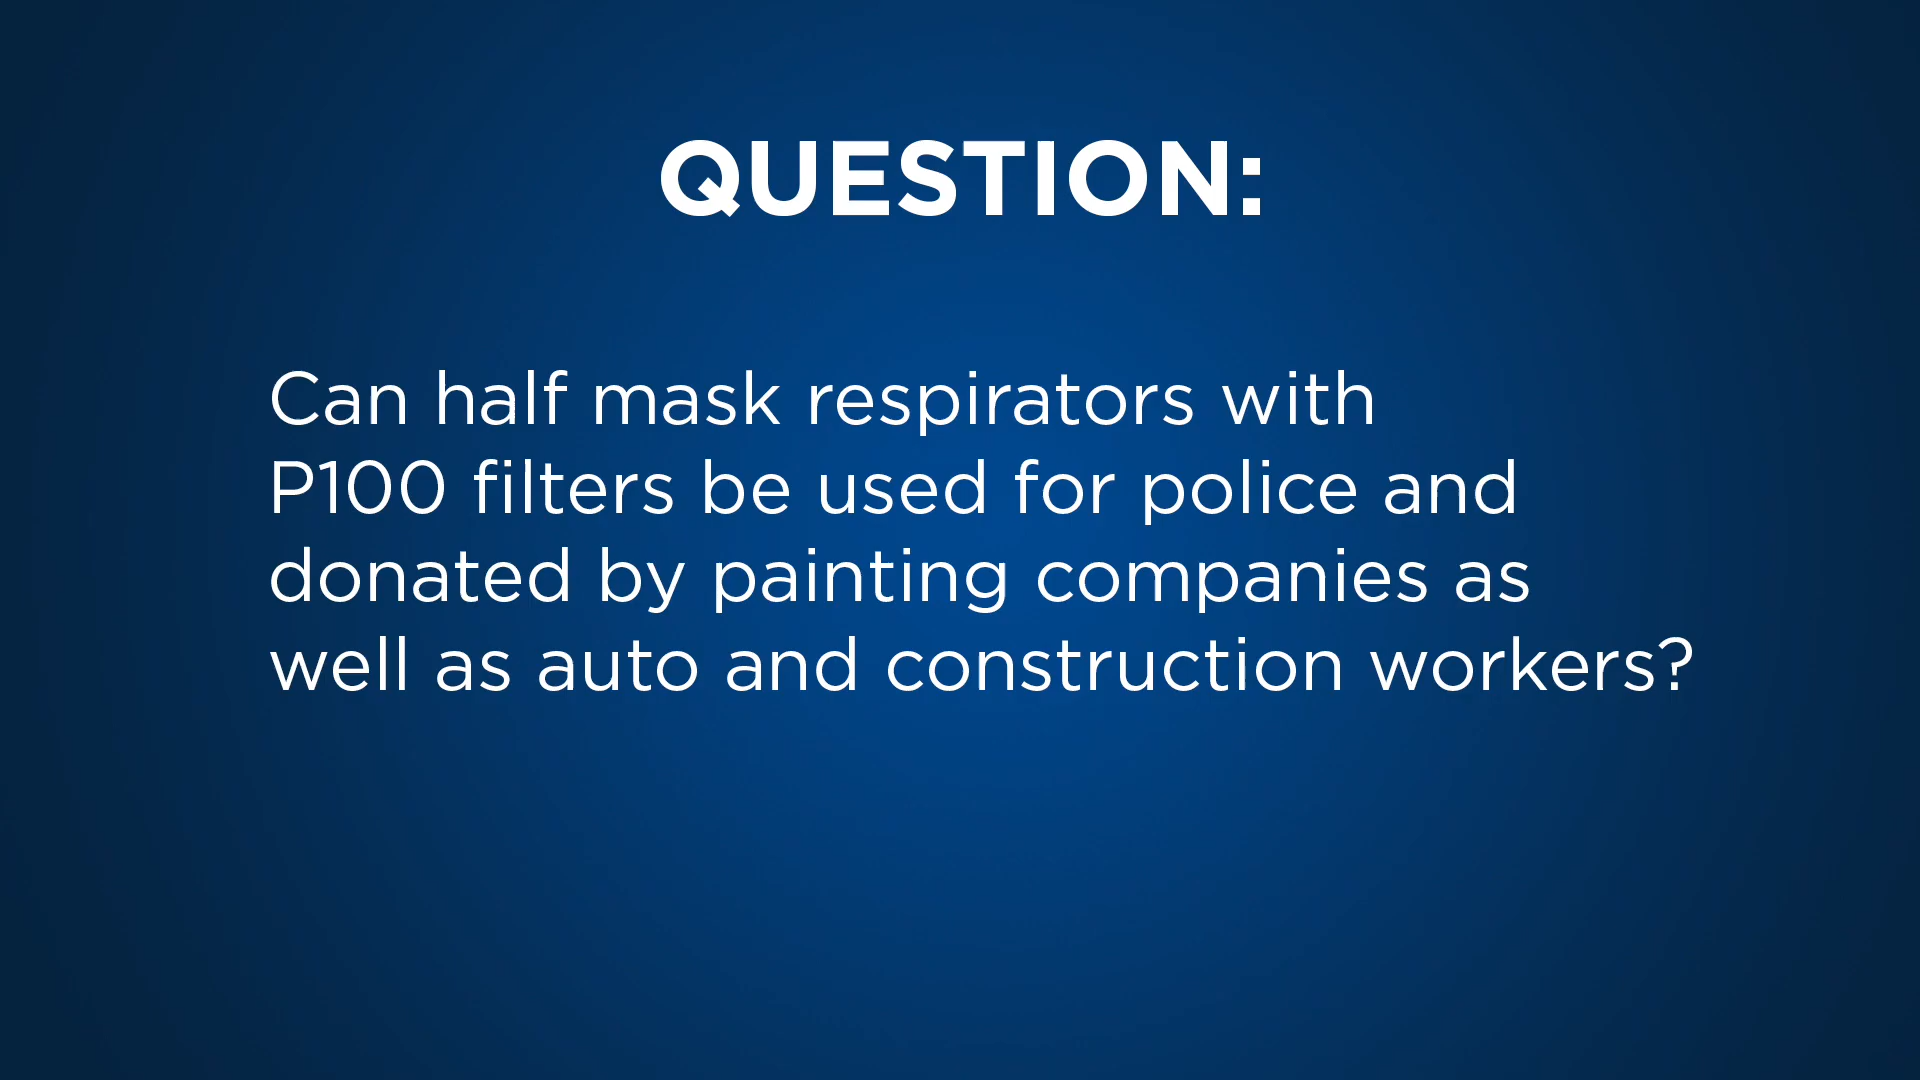 QUESTION:
Can half mask respirators with
P100 filters be used for police and
donated by painting companies as
well as auto and construction workers?